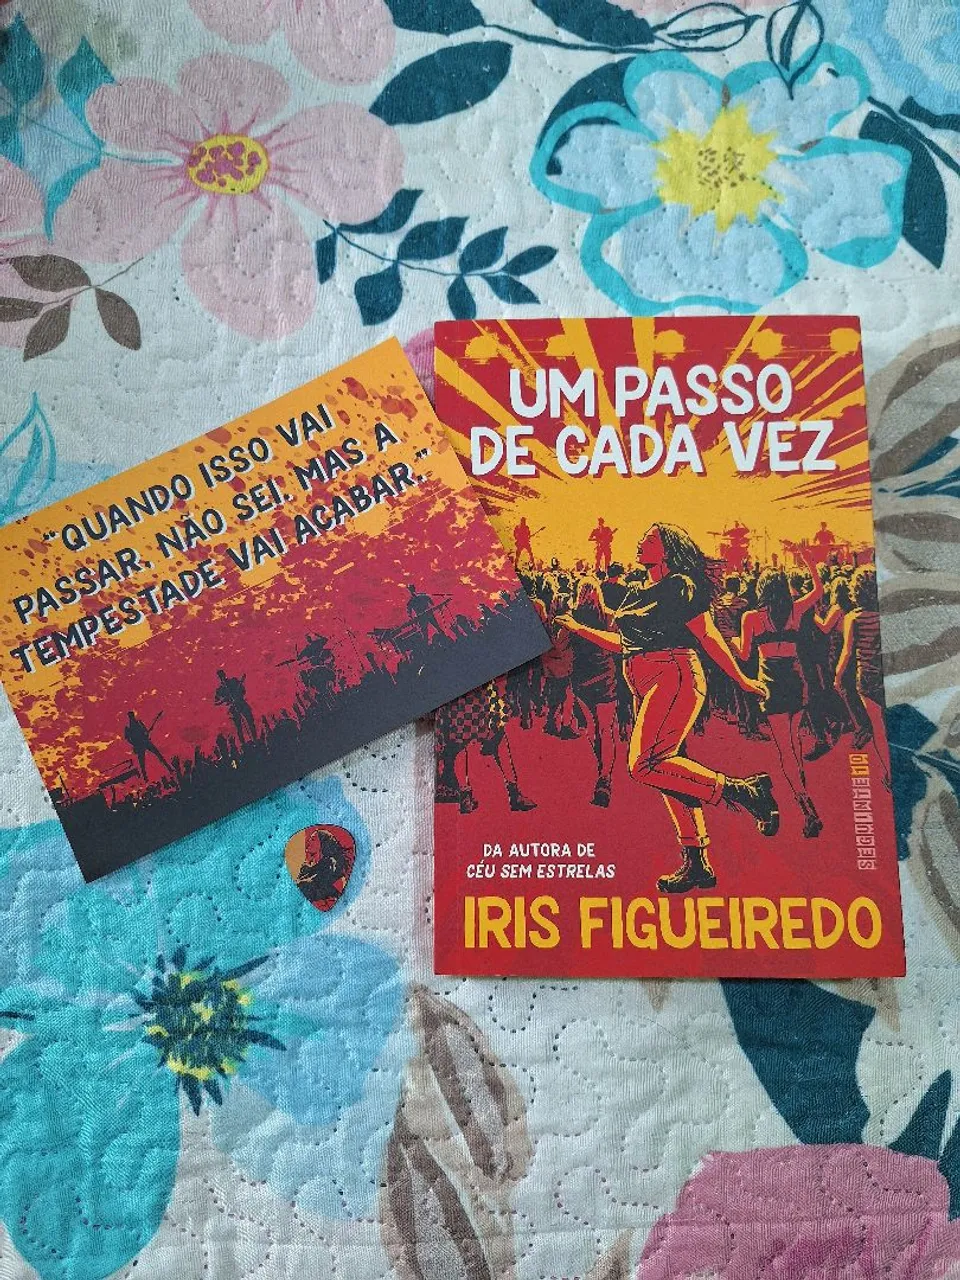 "QUANDO ISSO VAI
PASSAR, NÃO SEI. MAS A
TEMPESTADE VAI ACABAR."
UM PASSO
DE CADA VEZ
DA AUTORA DE
CÉU SEM ESTRELAS
IRIS FIGUEIREDO
SEGUINTE 10